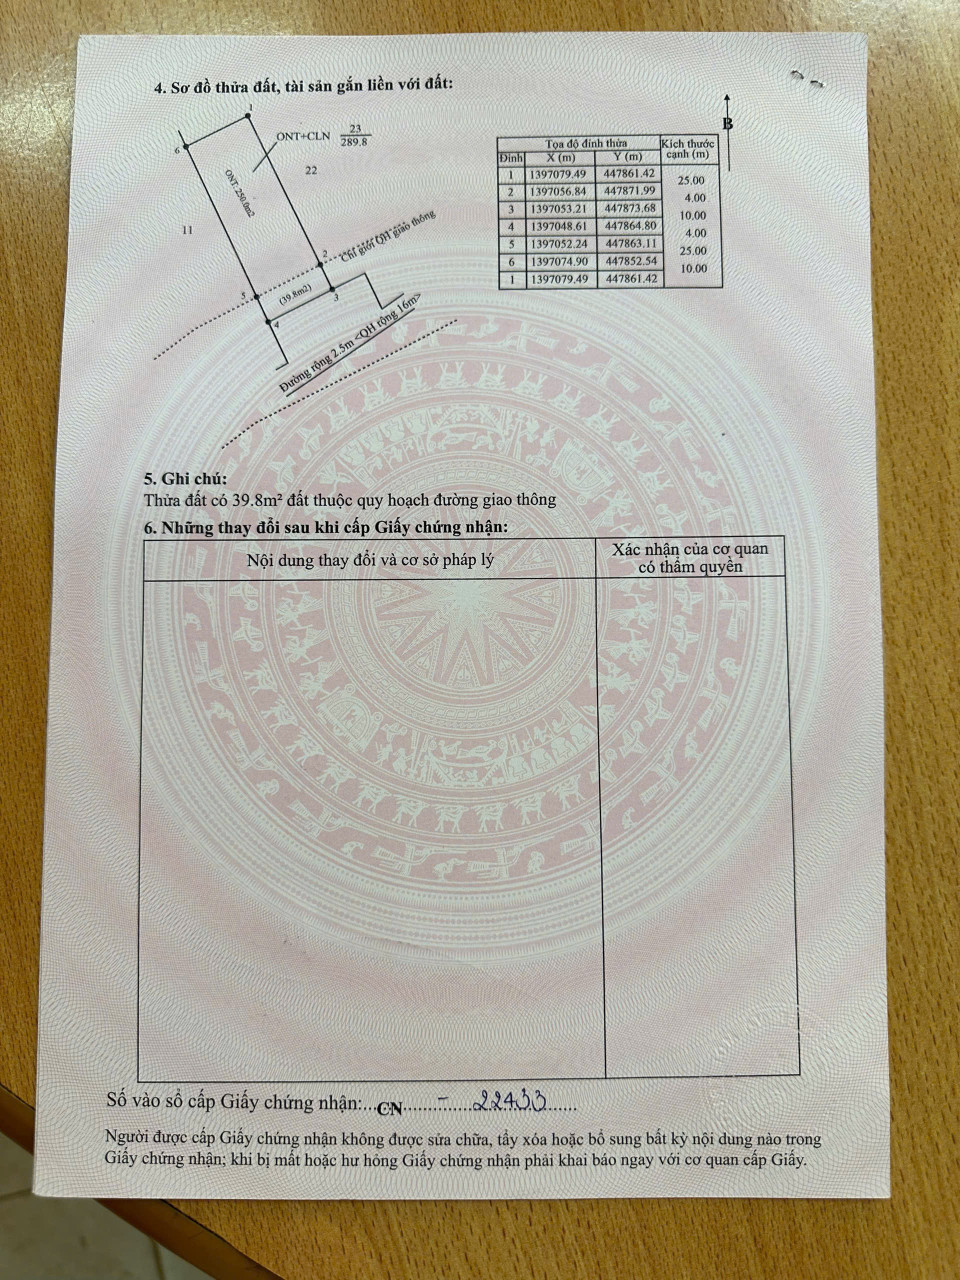 4. Sơ đồ thửa đất, tài sản gắn liền với đất:
1
ONT+CLN 23
289.8
6
22
ONT: 250.0m2
11
2
Chỉ giới QH giao thông
5
(39.8m2)
3
4
Đường rộng 2.5m <QH rộng 16m>
B
Tọa độ đỉnh thửa Kích thước
Đỉnh X (m) Y (m) cạnh (m)
1 1397079.49 447861.42
25.00
2 1397056.84 447871.99
4.00
3 1397053.21 447873.68
10.00
4 1397048.61 447864.80
4.00
5 1397052.24 447863.11
25.00
6 1397074.90 447852.54
10.00
1 1397079.49 447861.42
5. Ghi chú:
Thửa đất có 39.8m² đất thuộc quy hoạch đường giao thông
6. Những thay đổi sau khi cấp Giấy chứng nhận:
Nội dung thay đổi và cơ sở pháp lý
Xác nhận của cơ quan
có thẩm quyền
Số vào sổ cấp Giấy chứng nhận:...CN............–....22433.......
Người được cấp Giấy chứng nhận không được sửa chữa, tẩy xóa hoặc bổ sung bất kỳ nội dung nào trong
Giấy chứng nhận; khi bị mất hoặc hư hỏng Giấy chứng nhận phải khai báo ngay với cơ quan cấp Giấy.